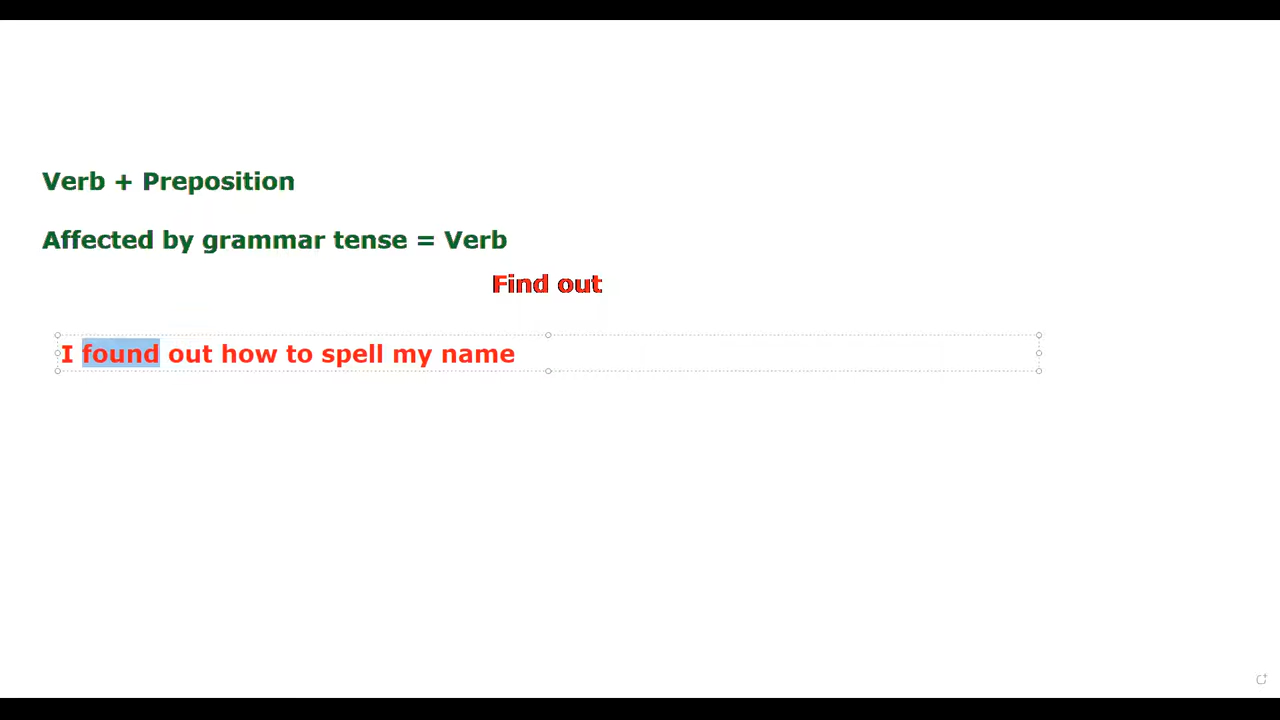 Verb + Preposition
Affected by grammar tense = Verb
Find out
I found out how to spell my name